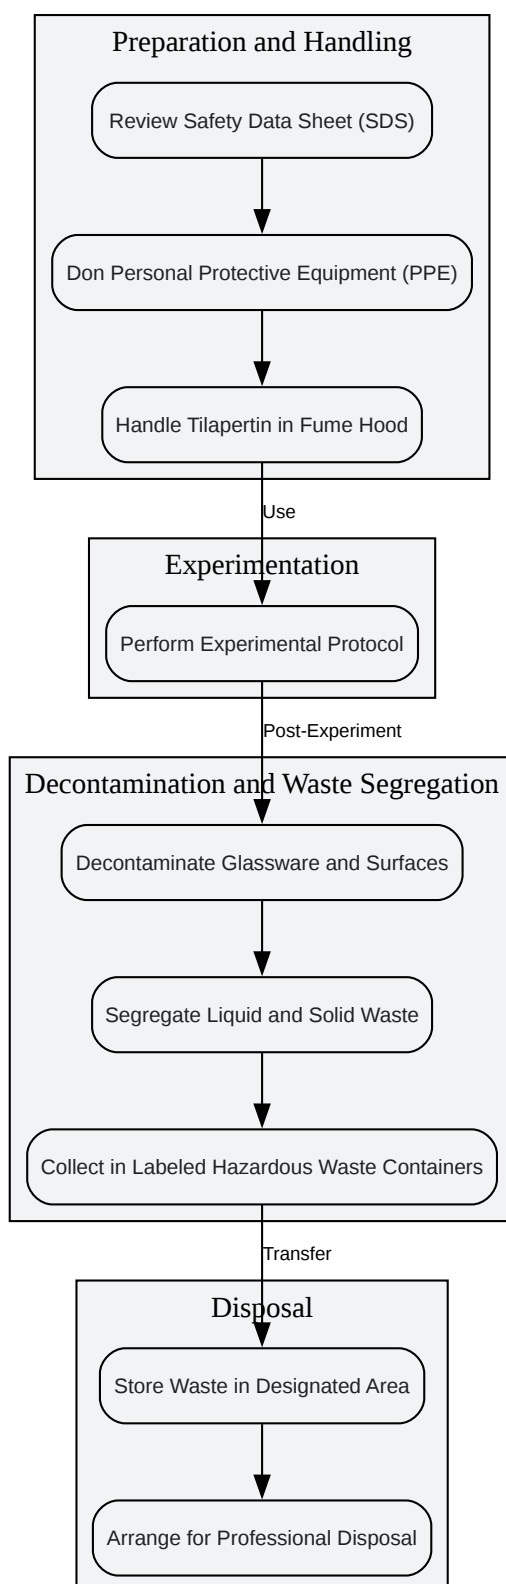 Preparation and Handling
Review Safety Data Sheet (SDS)
Don Personal Protective Equipment (PPE)
Handle Tilapertin in Fume Hood
Use
Experimentation
Perform Experimental Protocol
Post-Experiment
Decontamination and Waste Segregation
Decontaminate Glassware and Surfaces
Segregate Liquid and Solid Waste
Collect in Labeled Hazardous Waste Containers
Transfer
Disposal
Store Waste in Designated Area
Arrange for Professional Disposal